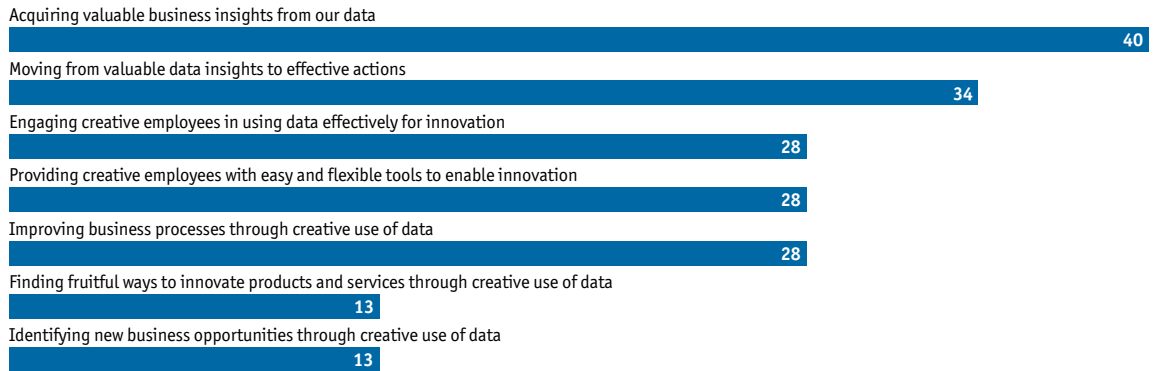 Acquiring valuable business insights from our data
40
Moving from valuable data insights to effective actions
34
Engaging creative employees in using data effectively for innovation
28
Providing creative employees with easy and flexible tools to enable innovation
28
Improving business processes through creative use of data
28
Finding fruitful ways to innovate products and services through creative use of data
13
Identifying new business opportunities through creative use of data
13